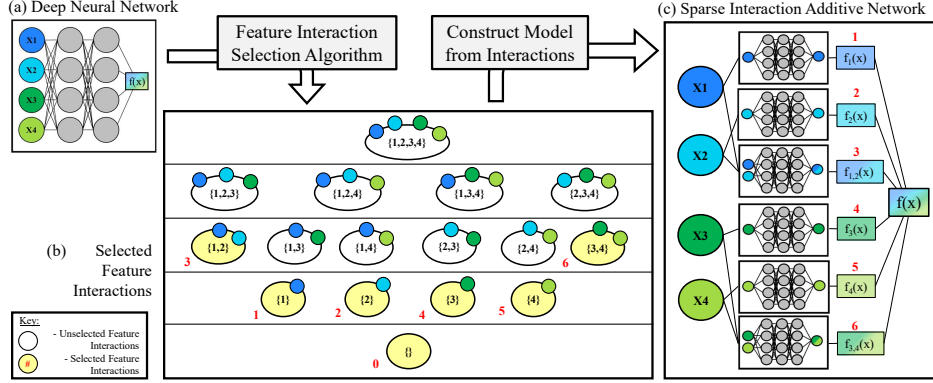 (a) Deep Neural Network
X1
X2
X3
X4
f(x)
Feature Interaction
Selection Algorithm
Construct Model
from Interactions
(c) Sparse Interaction Additive Network
{1,2,3,4}
{1,2,3}
{1,2,4}
{1,3,4}
{2,3,4}
{1,2}
{1,3}
{1,4}
{2,3}
{2,4}
{3,4}
3
6
{1}
{2}
{3}
{4}
1
2
4
5
{}
0
(b)
Selected
Feature
Interactions
Key:
- Unselected Feature
Interactions
#
- Selected Feature
Interactions
X1
X2
X3
X4
1
f1(x)
2
f2(x)
3
f1,2(x)
4
f3(x)
5
f4(x)
6
f3,4(x)
f(x)